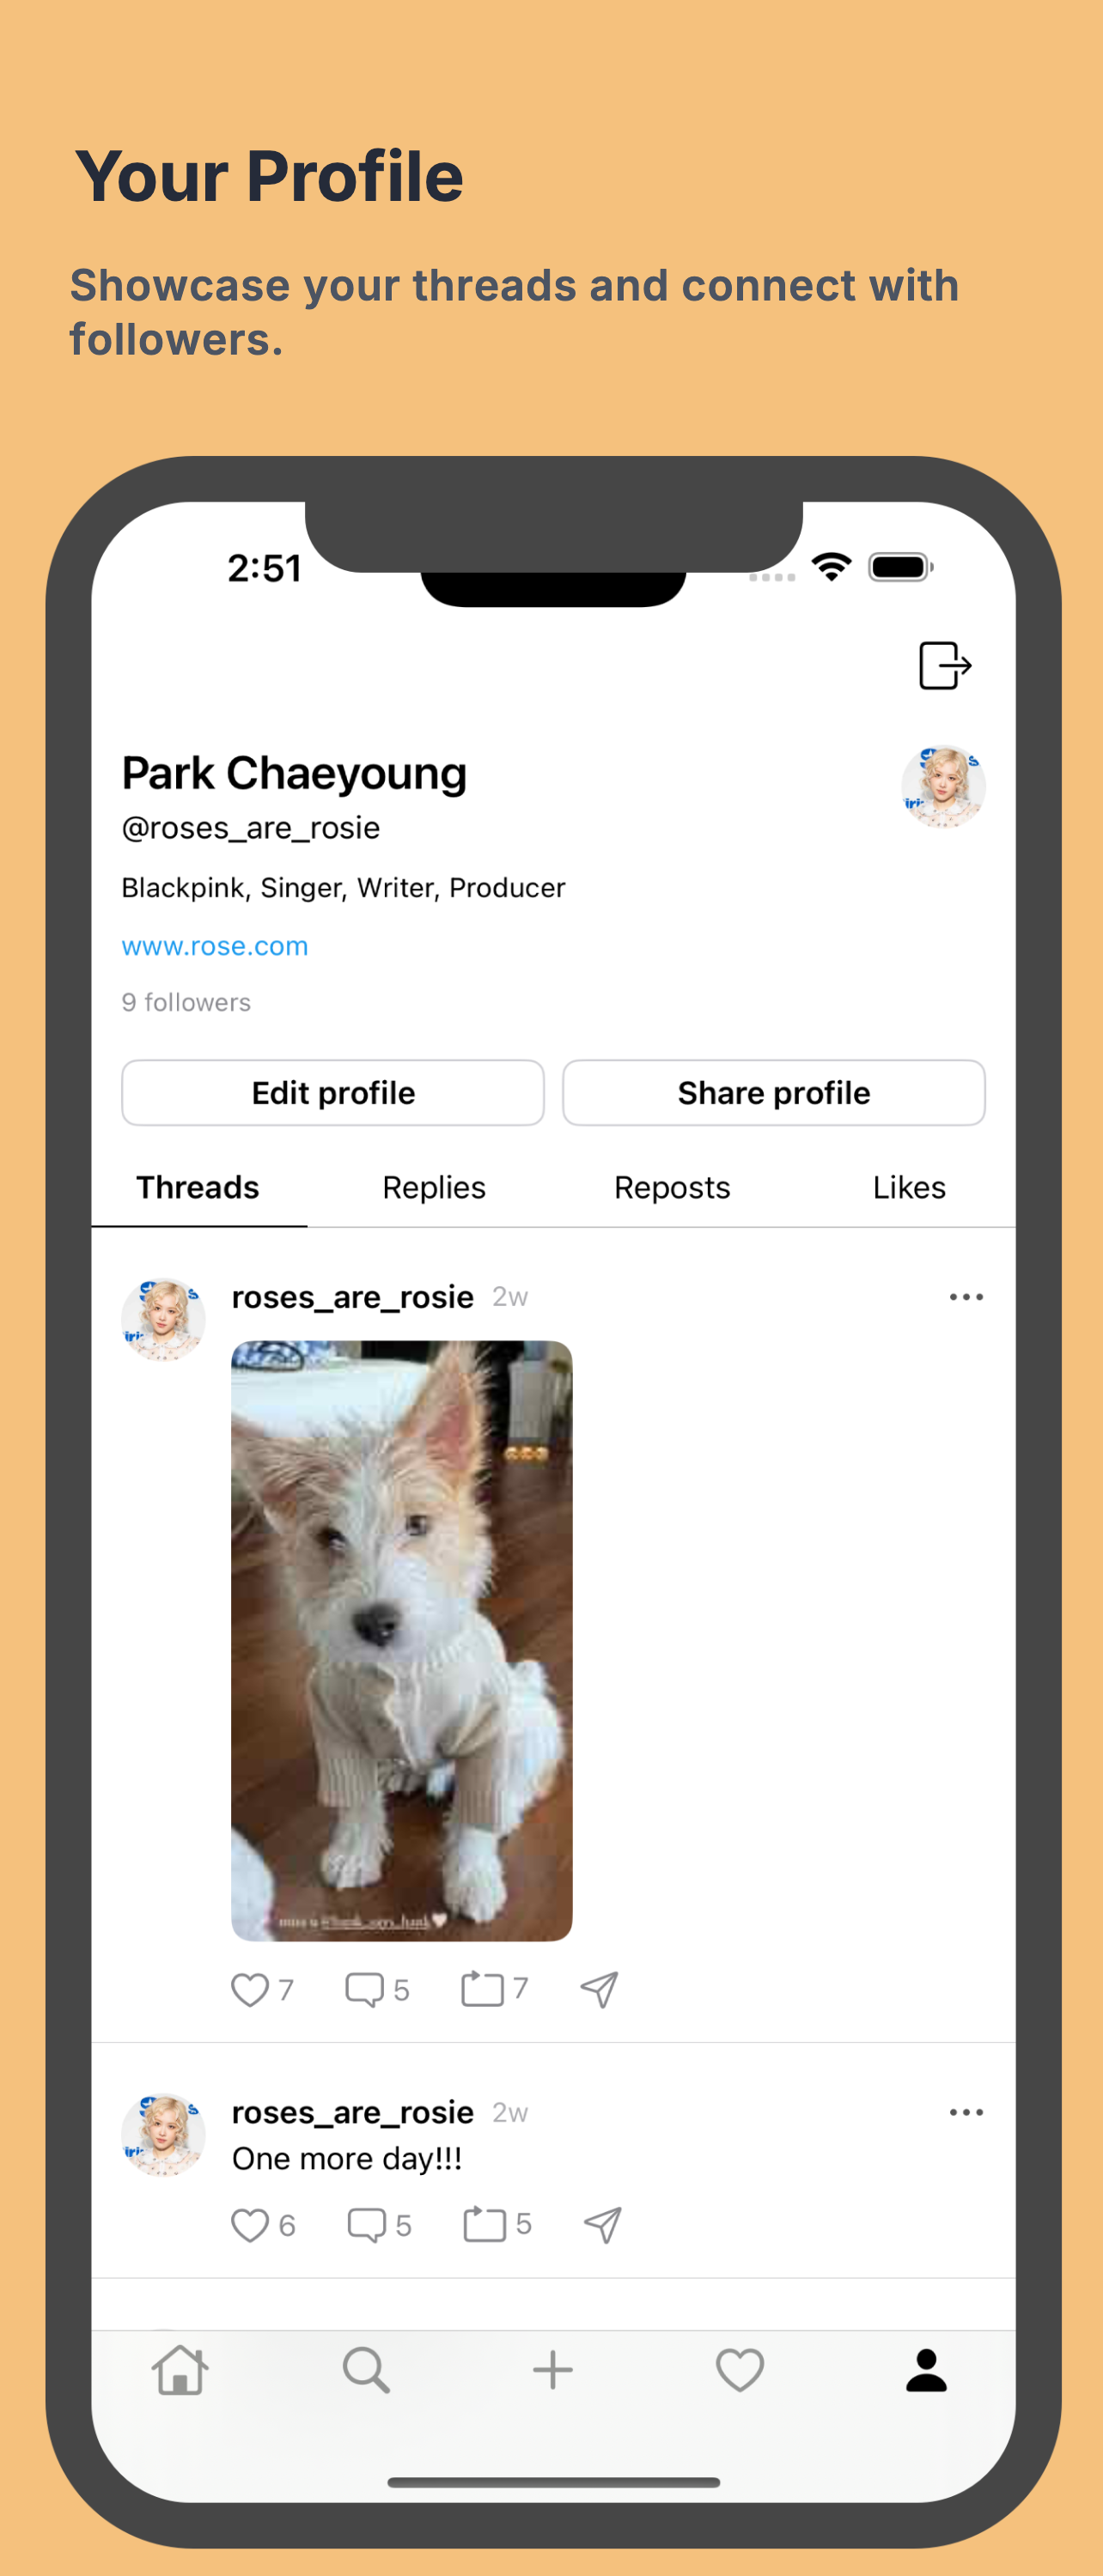 Your Profile
Showcase your threads and connect with
followers.
2:51
Park Chaeyoung
@roses_are_rosie
Blackpink, Singer, Writer, Producer
www.rose.com
9 followers
Edit profile
Share profile
Threads
Replies
Reposts
Likes
roses_are_rosie 2w
miss u @hank_says_hank
7 5 7
roses_are_rosie 2w
One more day!!!
6 5 5